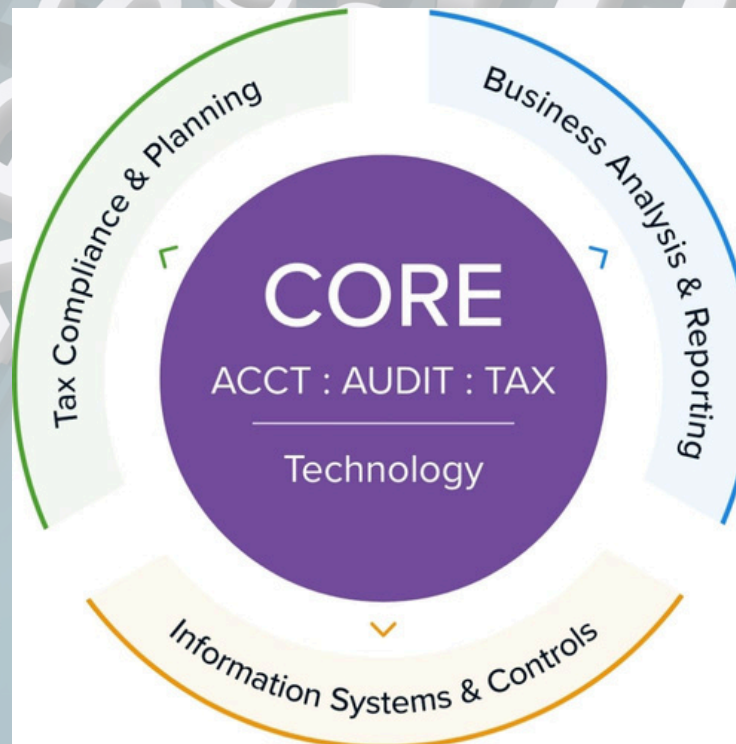 Tax Compliance & Planning
Business Analysis & Reporting
CORE
ACCT : AUDIT : TAX
Technology
Information Systems & Controls